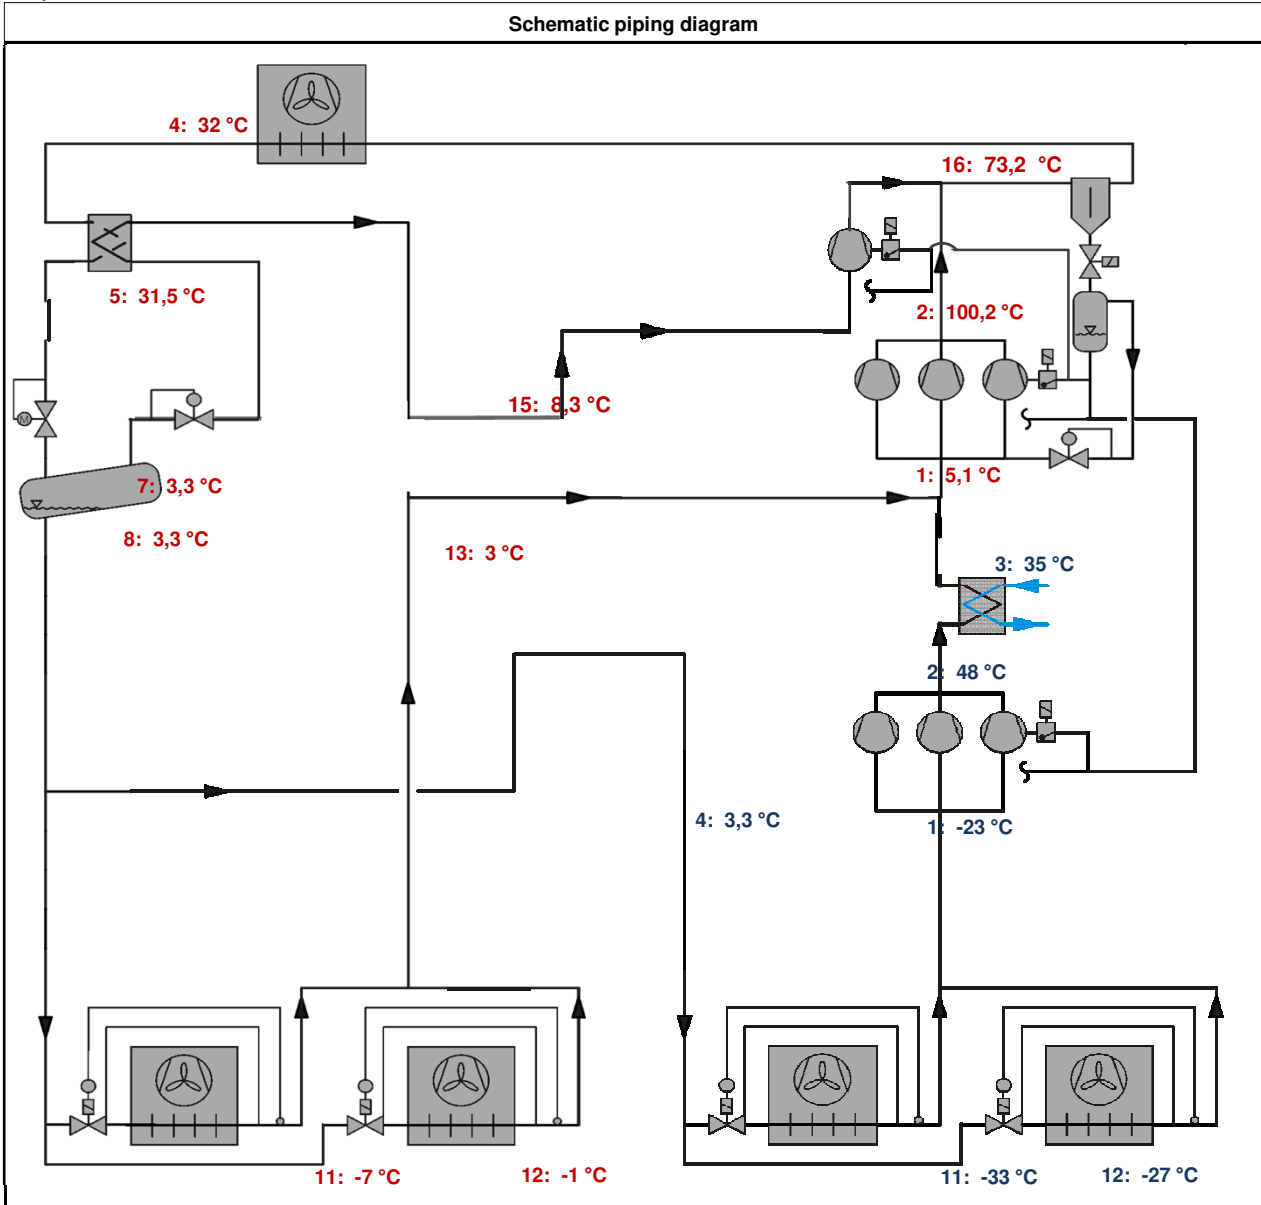 Schematic piping diagram
4: 32 °C
16: 73,2 °C
5: 31,5 °C
2: 100,2 °C
15: 8,3 °C
M
1: 5,1 °C
7: 3,3 °C
8: 3,3 °C
13: 3 °C
3: 35 °C
2: 48 °C
4: 3,3 °C
1: -23 °C
11: -7 °C
12: -1 °C
11: -33 °C
12: -27 °C